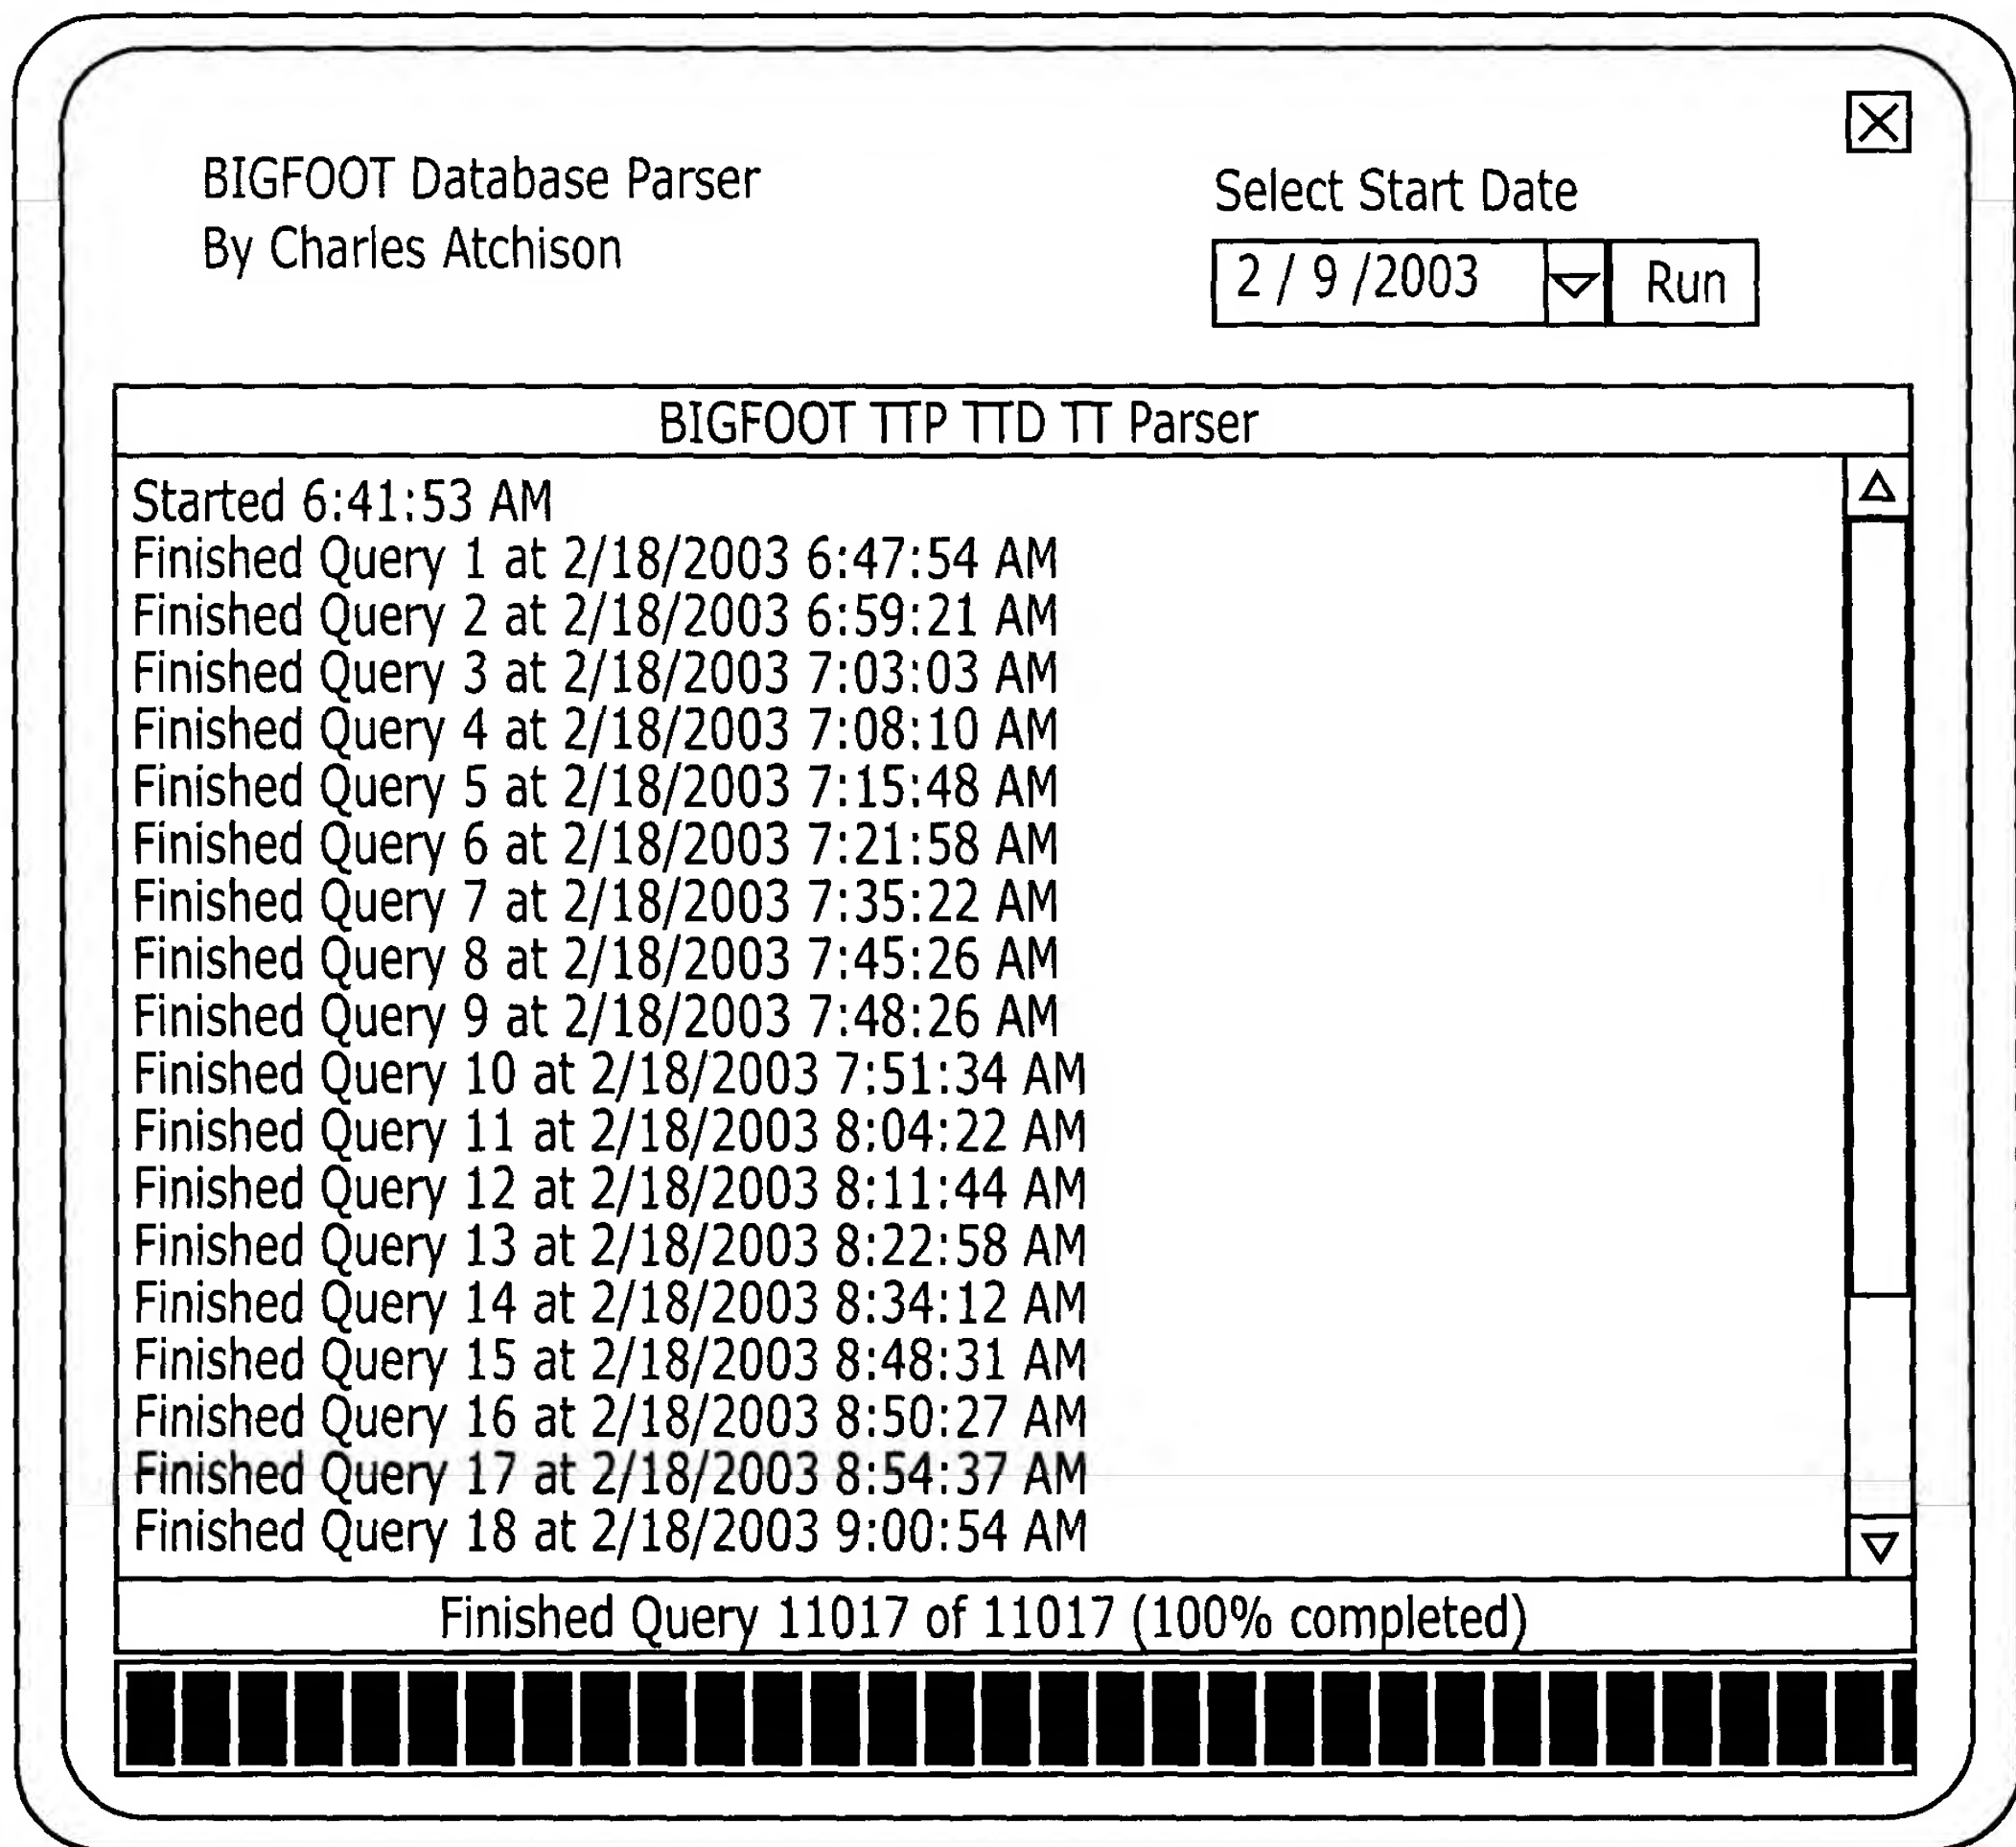 BIGFOOT Database Parser
By Charles Atchison
Select Start Date
2 / 9 /2003
Run
BIGFOOT TTP TTD TT Parser
Started 6:41:53 AM
Finished Query 1 at 2/18/2003 6:47:54 AM
Finished Query 2 at 2/18/2003 6:59:21 AM
Finished Query 3 at 2/18/2003 7:03:03 AM
Finished Query 4 at 2/18/2003 7:08:10 AM
Finished Query 5 at 2/18/2003 7:15:48 AM
Finished Query 6 at 2/18/2003 7:21:58 AM
Finished Query 7 at 2/18/2003 7:35:22 AM
Finished Query 8 at 2/18/2003 7:45:26 AM
Finished Query 9 at 2/18/2003 7:48:26 AM
Finished Query 10 at 2/18/2003 7:51:34 AM
Finished Query 11 at 2/18/2003 8:04:22 AM
Finished Query 12 at 2/18/2003 8:11:44 AM
Finished Query 13 at 2/18/2003 8:22:58 AM
Finished Query 14 at 2/18/2003 8:34:12 AM
Finished Query 15 at 2/18/2003 8:48:31 AM
Finished Query 16 at 2/18/2003 8:50:27 AM
Finished Query 17 at 2/18/2003 8:54:37 AM
Finished Query 18 at 2/18/2003 9:00:54 AM
Finished Query 11017 of 11017 (100% completed)